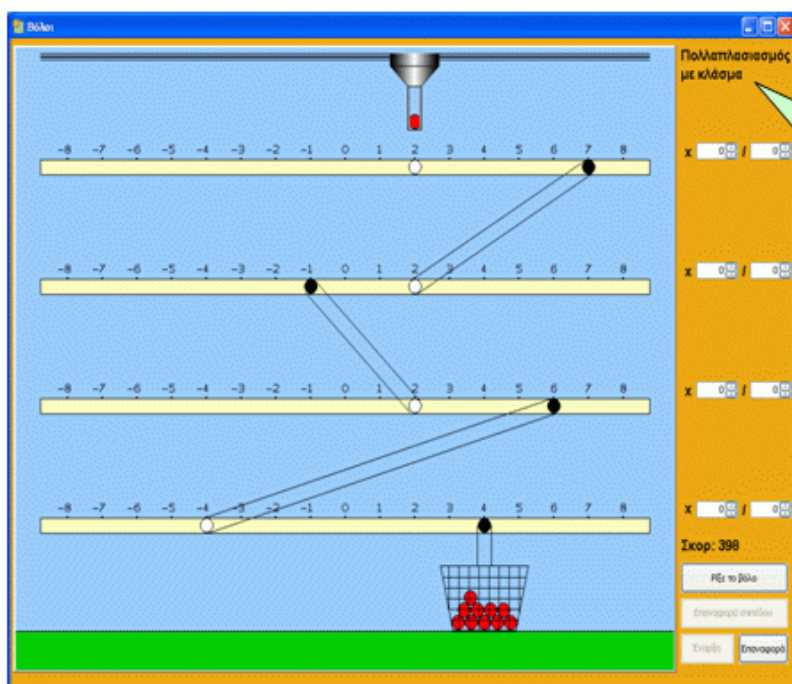 Βόλοι
Πολλαπλασιασμός
με κλάσμα
-8 -7 -6 -5 -4 -3 -2 -1 0 1 2 3 4 5 6 7 8
x 0 / 0
-8 -7 -6 -5 -4 -3 -2 -1 0 1 2 3 4 5 6 7 8
x 0 / 0
-8 -7 -6 -5 -4 -3 -2 -1 0 1 2 3 4 5 6 7 8
x 0 / 0
-8 -7 -6 -5 -4 -3 -2 -1 0 1 2 3 4 5 6 7 8
x 0 / 0
Σκορ: 398
Ρίξε το βόλο
Επαναφορά επιπέδου
Έναρξη Επαναφορά